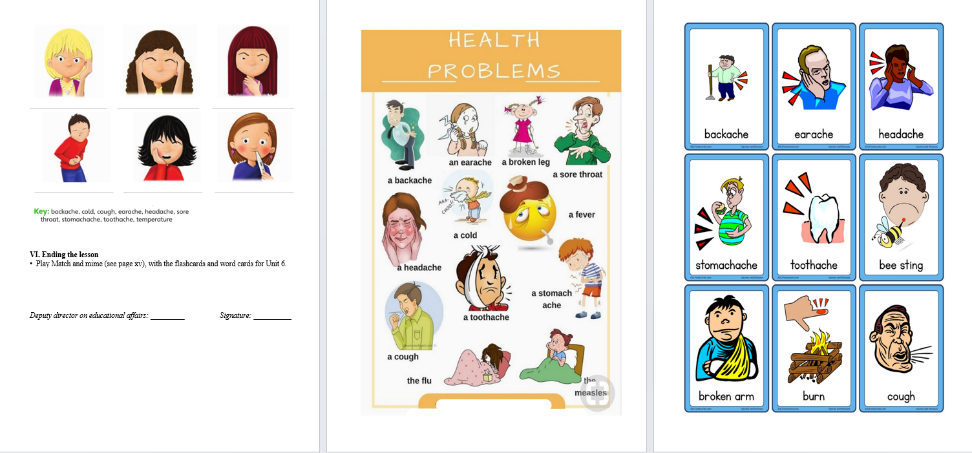 Key: backache, cold, cough, earache, headache, sore
throat, stomachache, toothache, temperature
VI. Ending the lesson
• Play Match and mime (see page xv), with the flashcards and word cards for Unit 6.
Deputy director on educational affairs: _________ Signature: _________
HEALTH
PROBLEMS
an earache
a broken leg
a sore throat
a backache
a fever
a cold
a headache
a stomach
ache
a toothache
a cough
the flu
the
measles
backache
earache
headache
stomachache
toothache
bee sting
broken arm
burn
cough